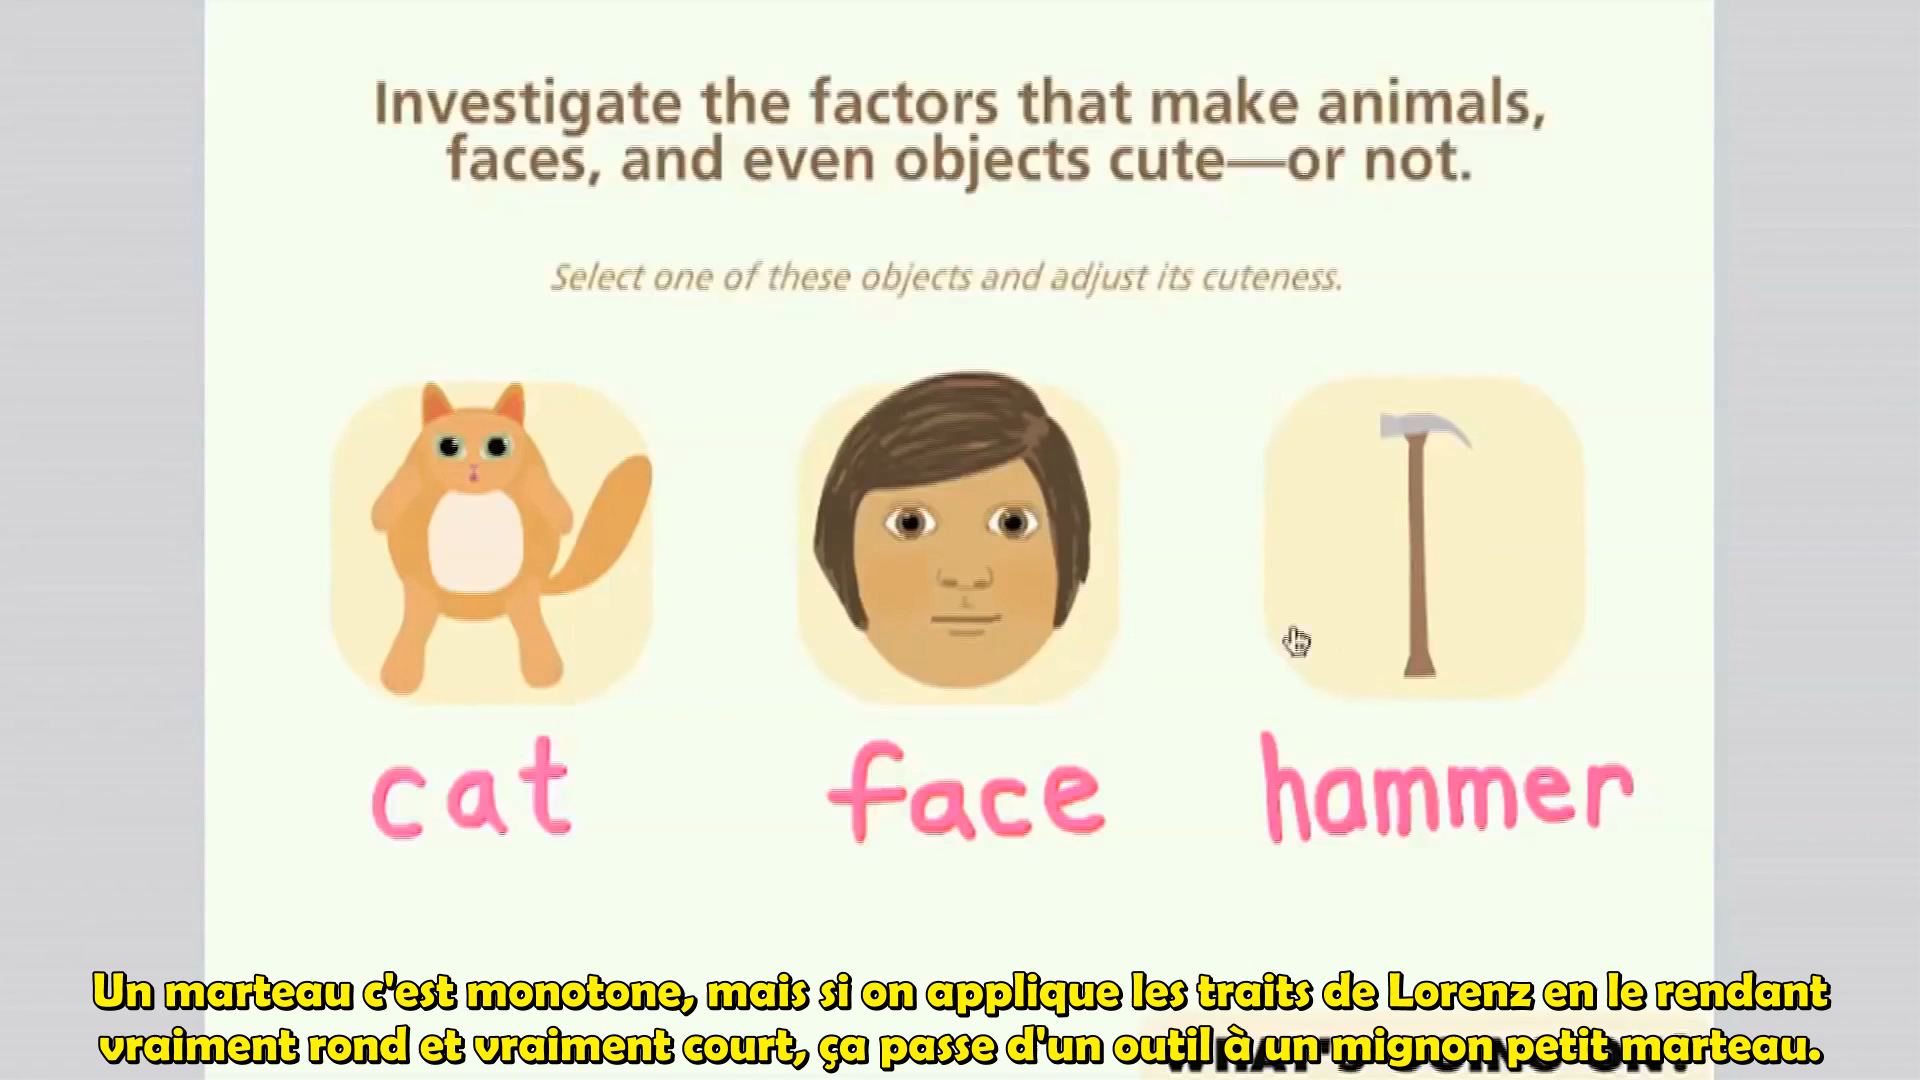 Investigate the factors that make animals,
faces, and even objects cute—or not.
Select one of these objects and adjust its cuteness.
cat face hammer
Un marteau c'est monotone, mais si on applique les traits de Lorenz en le rendant
vraiment rond et vraiment court, ça passe d'un outil à un mignon petit marteau.